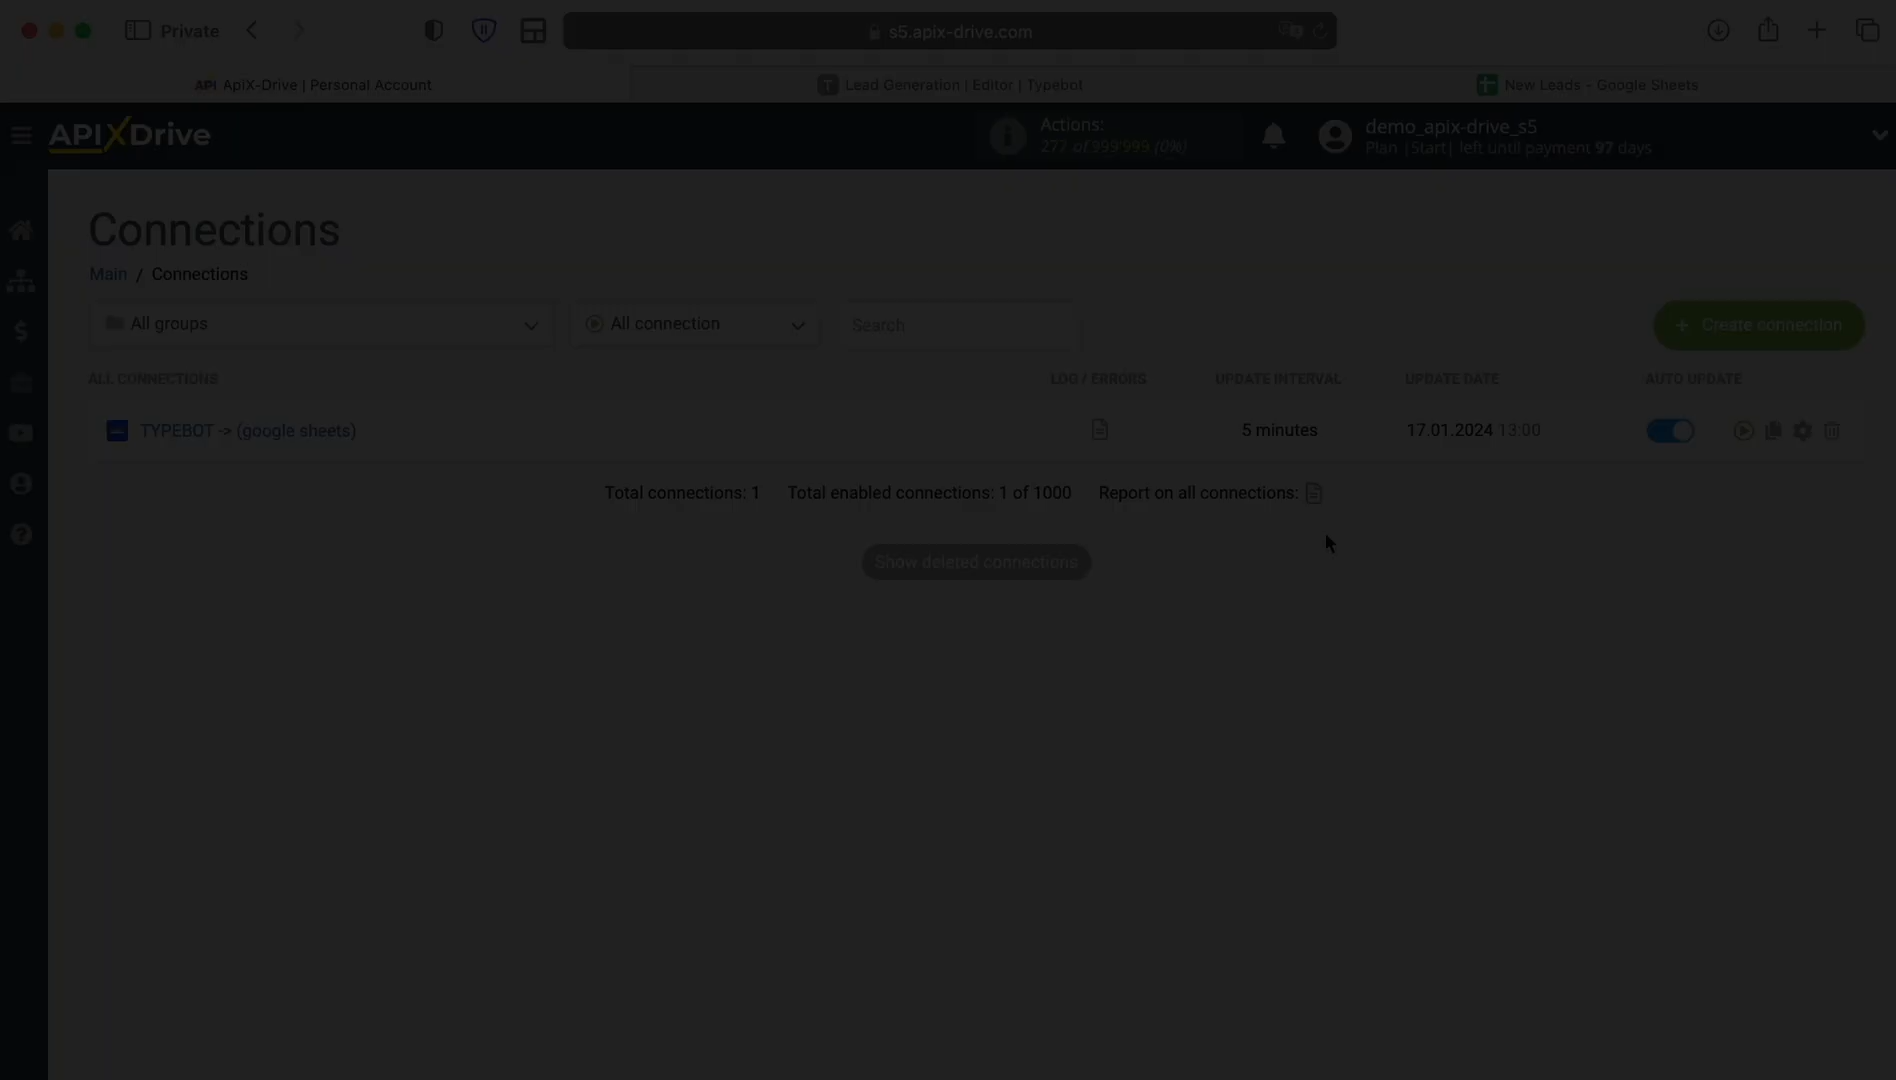 Private
s5.apix-drive.com
API ApiX-Drive | Personal Account
T Lead Generation | Editor | Typebot
New Leads - Google Sheets
APIXDrive
i Actions:
277 of 999'999 (0%)
demo_apix-drive_s5
Plan |Start| left until payment 97 days
Connections
Main / Connections
All groups
All connection
Search
+ Create connection
ALL CONNECTIONS LOG / ERRORS UPDATE INTERVAL UPDATE DATE AUTO UPDATE
TYPEBOT -> (google sheets) 5 minutes 17.01.2024 13:00
Total connections: 1 Total enabled connections: 1 of 1000 Report on all connections:
Show deleted connections